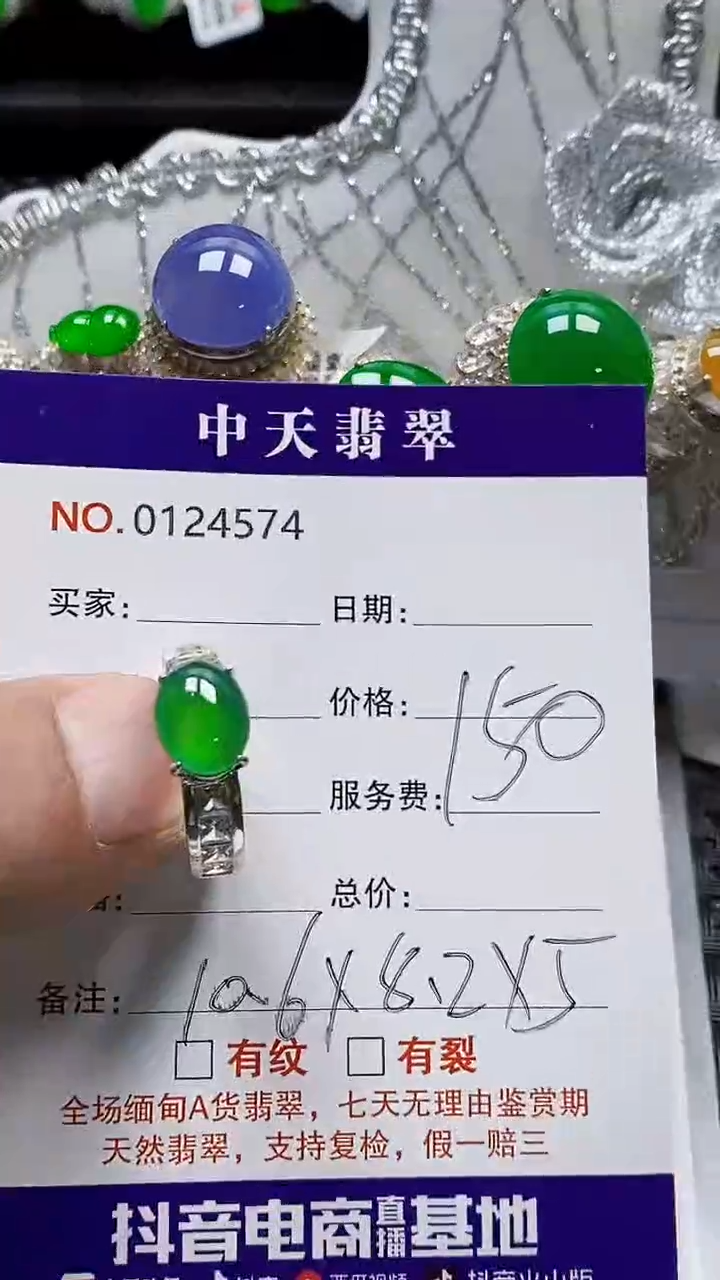 中天翡翠
NO.0124574
买家: 日期:
价格: 150
服务费:
总价:
备注: 10.6X8.2X5
有纹 有裂
全场缅甸A货翡翠，七天无理由鉴赏期
天然翡翠，支持复检，假一赔三
抖音电商直播基地